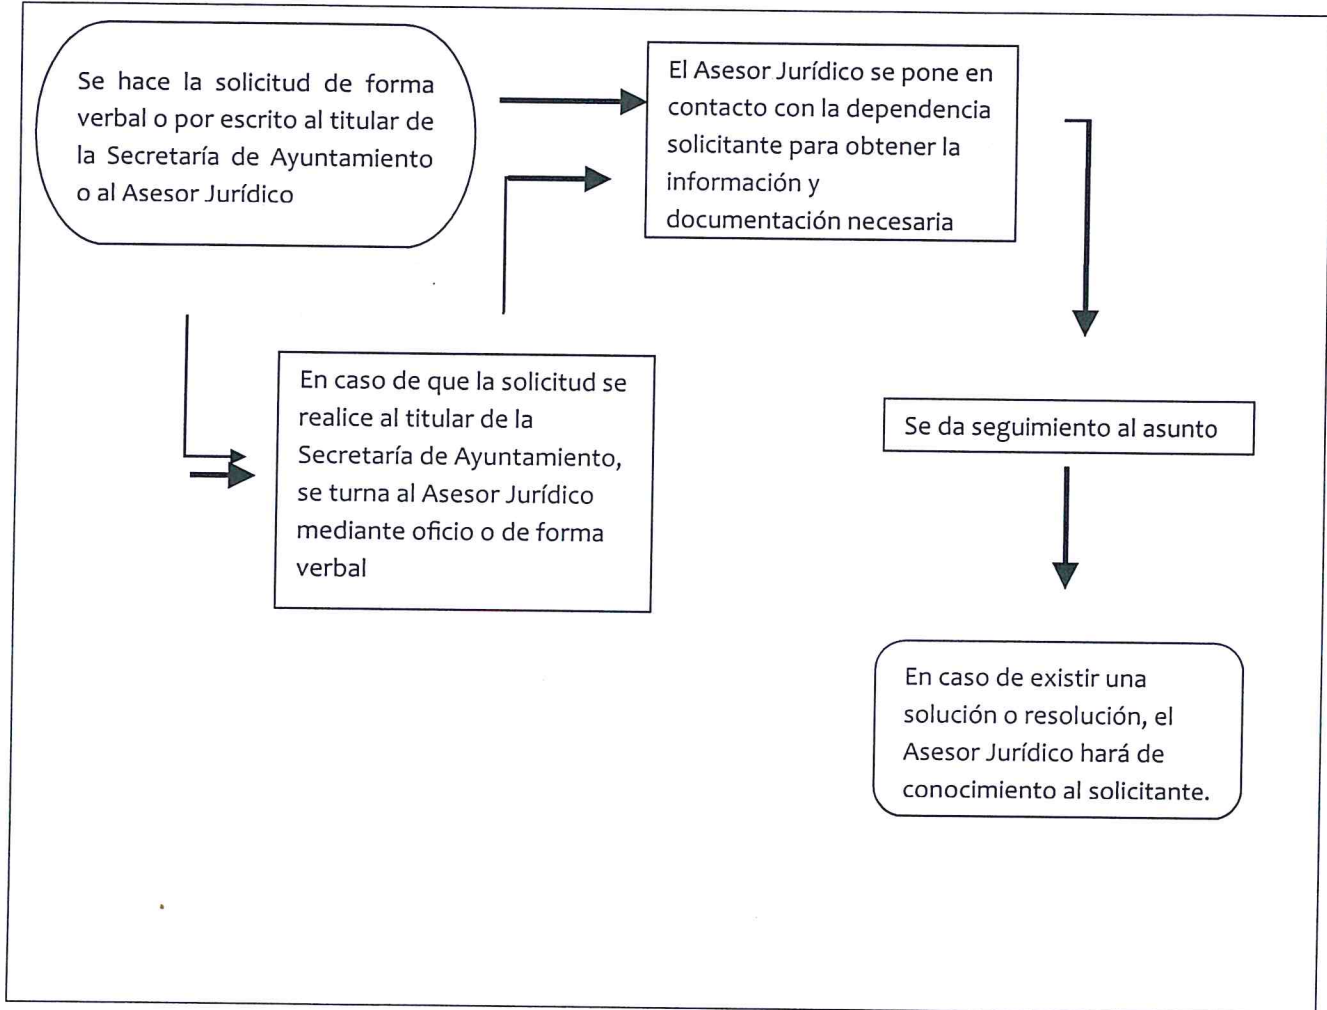 Se hace la solicitud de forma
verbal o por escrito al titular de
la Secretaría de Ayuntamiento
o al Asesor Jurídico
El Asesor Jurídico se pone en
contacto con la dependencia
solicitante para obtener la
información y
documentación necesaria
En caso de que la solicitud se
realice al titular de la
Secretaría de Ayuntamiento,
se turna al Asesor Jurídico
mediante oficio o de forma
verbal
Se da seguimiento al asunto
En caso de existir una
solución o resolución, el
Asesor Jurídico hará de
conocimiento al solicitante.